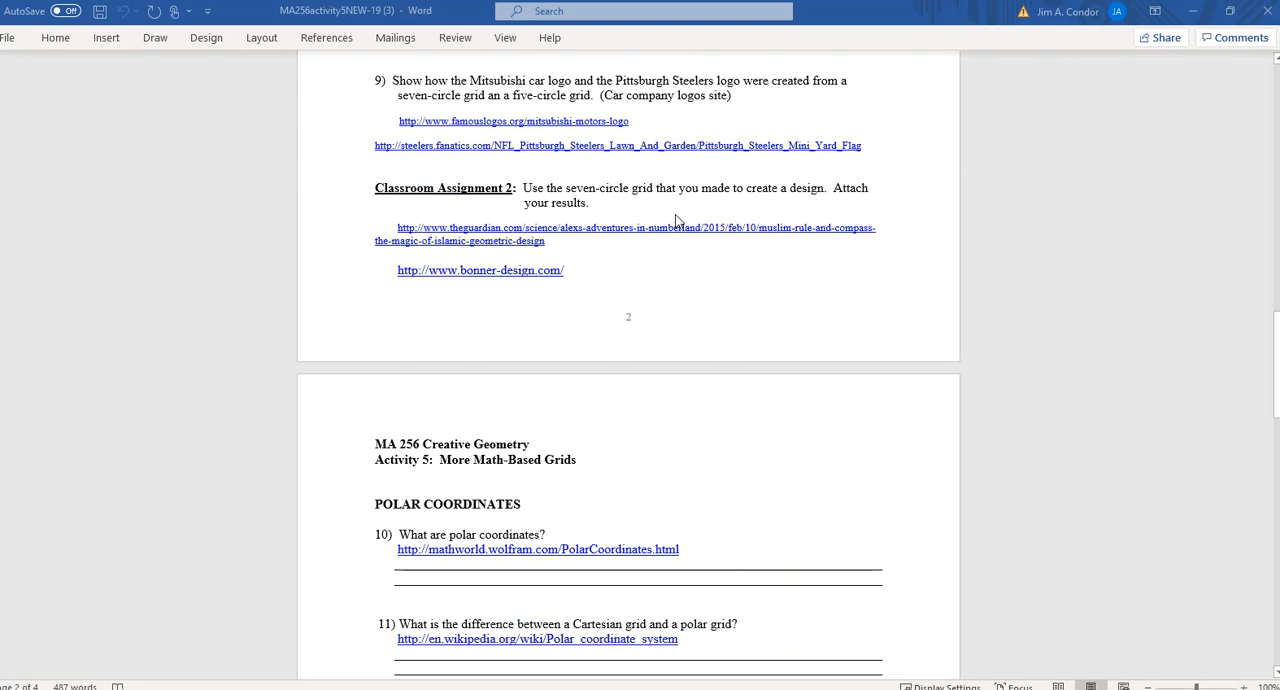 AutoSave Off MA256activity5NEW-19 (3) - Word Search Jim A. Condor JA
File Home Insert Draw Design Layout References Mailings Review View Help Share Comments
9) Show how the Mitsubishi car logo and the Pittsburgh Steelers logo were created from a
seven-circle grid an a five-circle grid. (Car company logos site)
http://www.famouslogos.org/mitsubishi-motors-logo
http://steelers.fanatics.com/NFL_Pittsburgh_Steelers_Lawn_And_Garden/Pittsburgh_Steelers_Mini_Yard_Flag
Classroom Assignment 2: Use the seven-circle grid that you made to create a design. Attach
your results.
http://www.theguardian.com/science/alexs-adventures-in-numberland/2015/feb/10/muslim-rule-and-compass-
the-magic-of-islamic-geometric-design
http://www.bonner-design.com/
2
MA 256 Creative Geometry
Activity 5: More Math-Based Grids
POLAR COORDINATES
10) What are polar coordinates?
http://mathworld.wolfram.com/PolarCoordinates.html
11) What is the difference between a Cartesian grid and a polar grid?
http://en.wikipedia.org/wiki/Polar_coordinate_system
age 2 of 4 487 words Display Settings Focus 100%